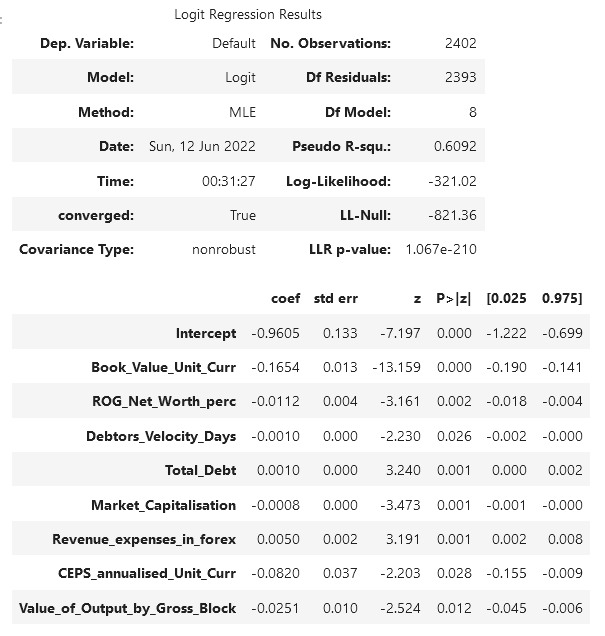 Logit Regression Results
Dep. Variable: Default No. Observations: 2402
Model: Logit Df Residuals: 2393
Method: MLE Df Model: 8
Date: Sun, 12 Jun 2022 Pseudo R-squ.: 0.6092
Time: 00:31:27 Log-Likelihood: -321.02
converged: True LL-Null: -821.36
Covariance Type: nonrobust LLR p-value: 1.067e-210
coef std err z P>|z| [0.025 0.975]
Intercept -0.9605 0.133 -7.197 0.000 -1.222 -0.699
Book_Value_Unit_Curr -0.1654 0.013 -13.159 0.000 -0.190 -0.141
ROG_Net_Worth_perc -0.0112 0.004 -3.161 0.002 -0.018 -0.004
Debtors_Velocity_Days -0.0010 0.000 -2.230 0.026 -0.002 -0.000
Total_Debt 0.0010 0.000 3.240 0.001 0.000 0.002
Market_Capitalisation -0.0008 0.000 -3.473 0.001 -0.001 -0.000
Revenue_expenses_in_forex 0.0050 0.002 3.191 0.001 0.002 0.008
CEPS_annualised_Unit_Curr -0.0820 0.037 -2.203 0.028 -0.155 -0.009
Value_of_Output_by_Gross_Block -0.0251 0.010 -2.524 0.012 -0.045 -0.006